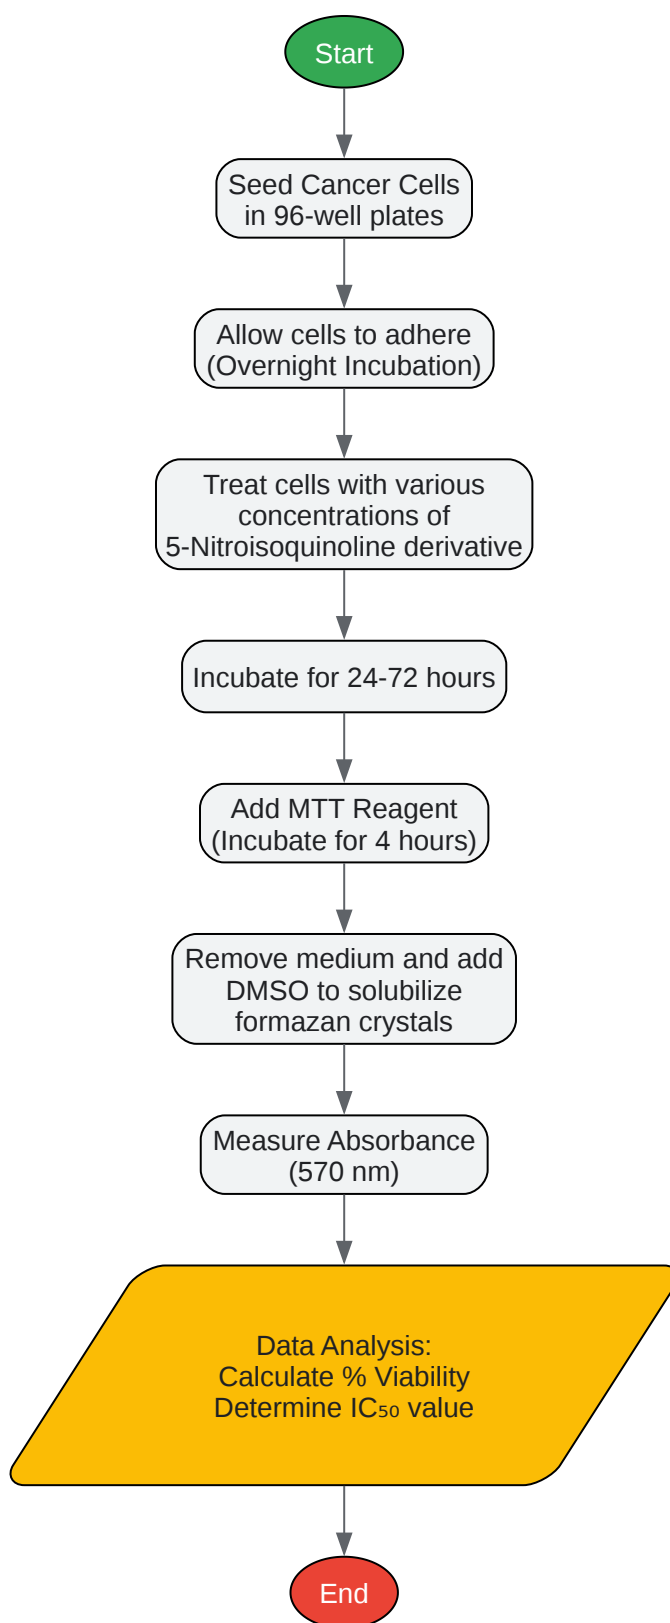 Start
Seed Cancer Cells
in 96-well plates
Allow cells to adhere
(Overnight Incubation)
Treat cells with various
concentrations of
5-Nitroisoquinoline derivative
Incubate for 24-72 hours
Add MTT Reagent
(Incubate for 4 hours)
Remove medium and add
DMSO to solubilize
formazan crystals
Measure Absorbance
(570 nm)
Data Analysis:
Calculate % Viability
Determine IC₅₀ value
End